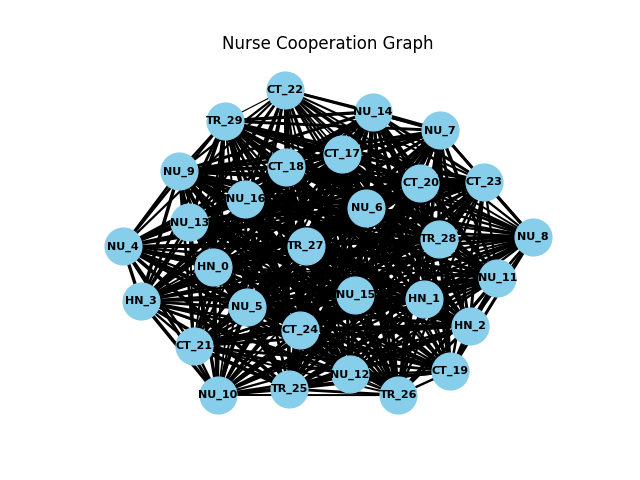 Nurse Cooperation Graph
CT_22
NU_14
TR_29
NU_7
CT_17
CT_18
NU_9
CT_20
CT_23
NU_16
NU_6
NU_13
NU_8
TR_28
NU_4
TR_27
HN_0
NU_11
NU_15
HN_1
HN_3
NU_5
HN_2
CT_24
CT_21
CT_19
NU_12
TR_25
NU_10
TR_26